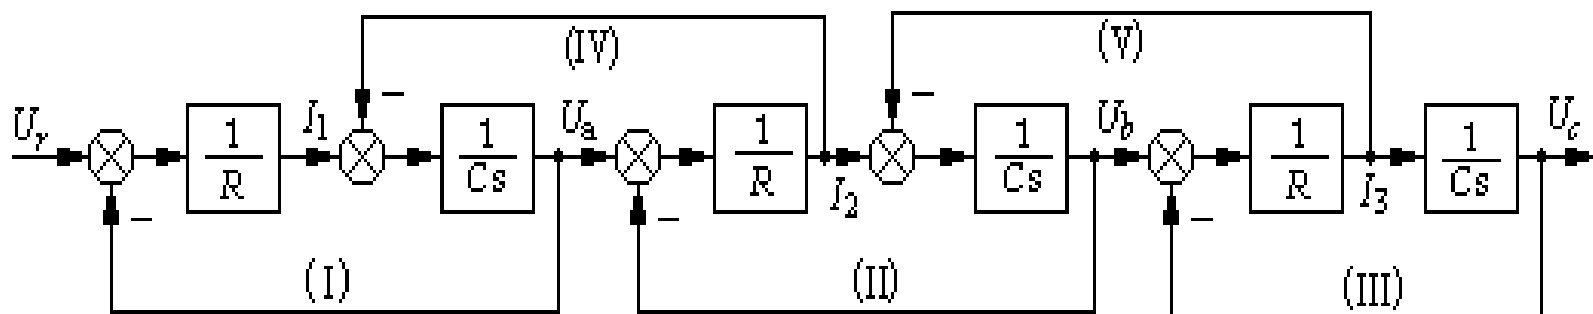 (IV)
(V)
U_r
1/R
I_1
−
1/Cs
U_a
1/R
I_2
−
1/Cs
U_b
1/R
I_3
1/Cs
U_c
−
−
−
(I)
(II)
(III)